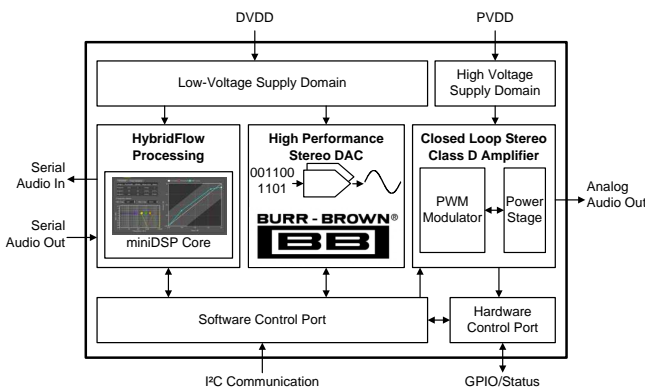 DVDD
PVDD
Low-Voltage Supply Domain
High Voltage
Supply Domain
HybridFlow
Processing
miniDSP Core
High Performance
Stereo DAC
001100
1101
BURR - BROWN®
BB
Closed Loop Stereo
Class D Amplifier
PWM
Modulator
Power
Stage
Serial
Audio In
Serial
Audio Out
Analog
Audio Out
Software Control Port
Hardware
Control Port
I²C Communication
GPIO/Status